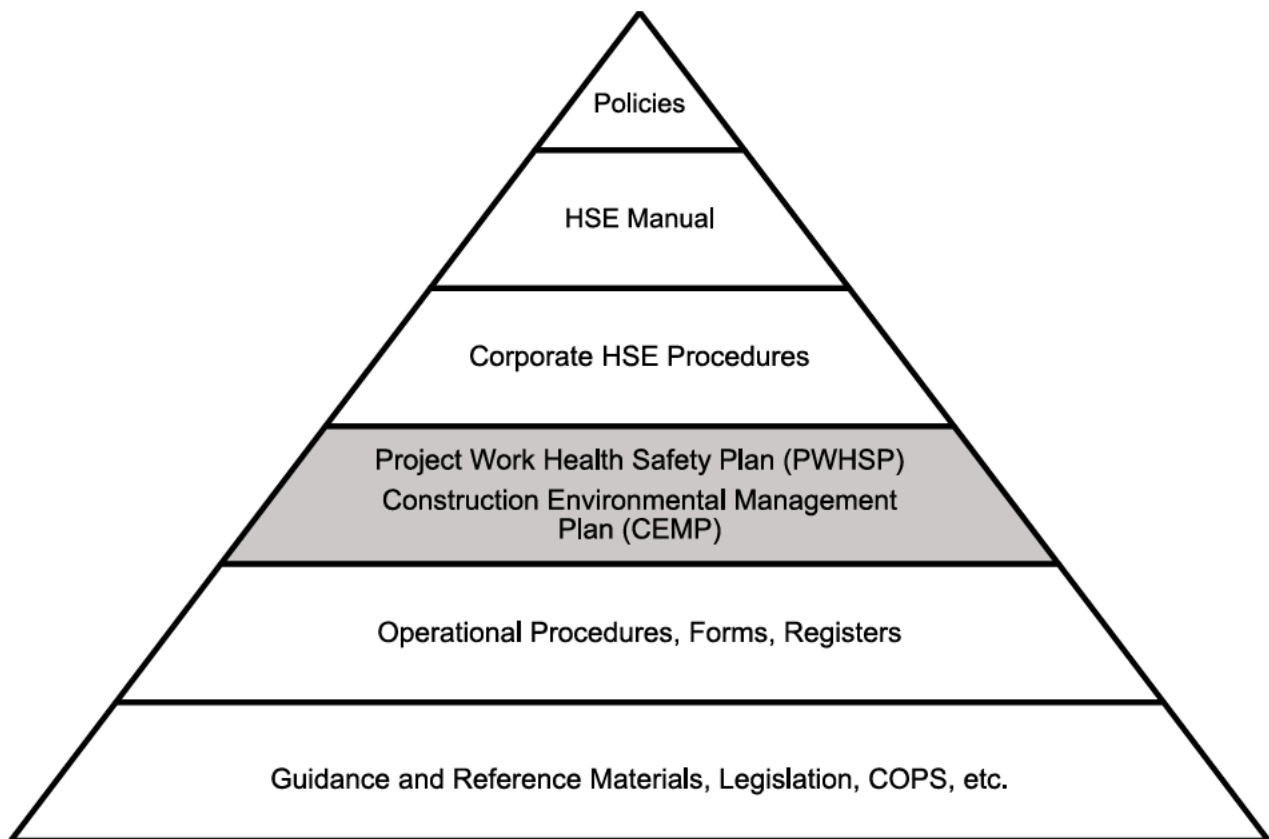 Policies
HSE Manual
Corporate HSE Procedures
Project Work Health Safety Plan (PWHSP)
Construction Environmental Management
Plan (CEMP)
Operational Procedures, Forms, Registers
Guidance and Reference Materials, Legislation, COPS, etc.